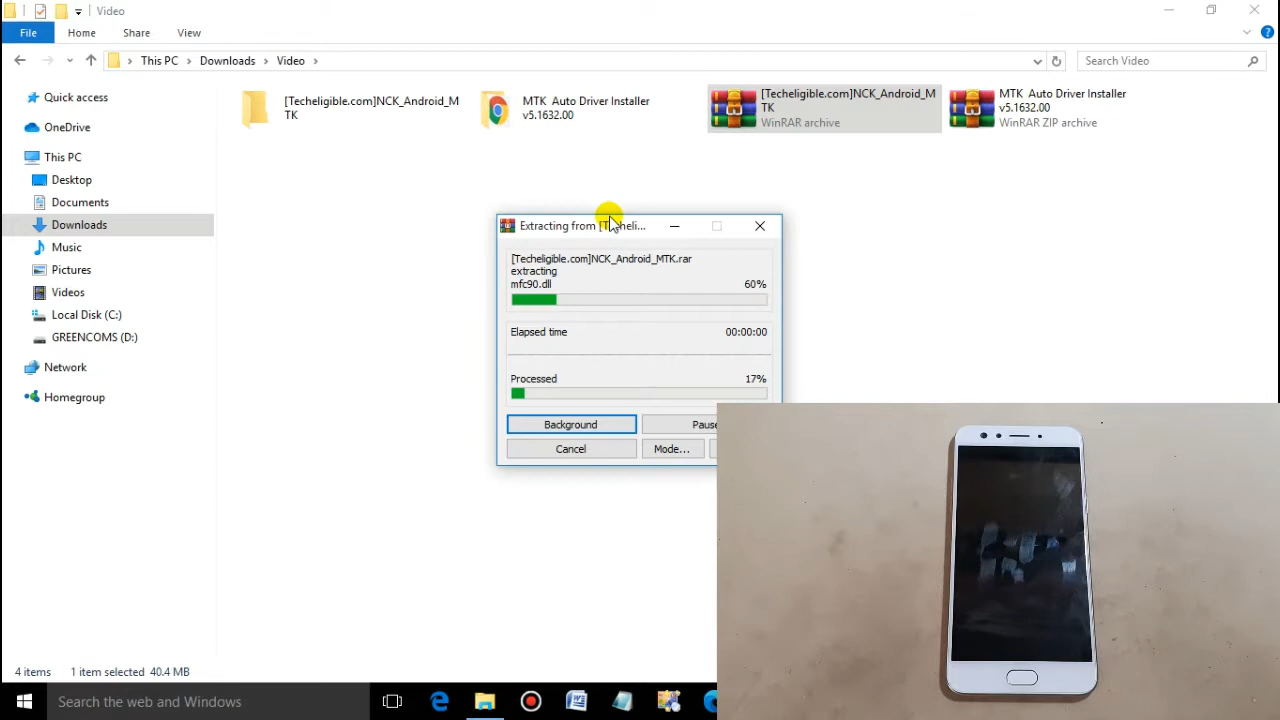 Video
File
Home
Share
View
This PC
Downloads
Video
Search Video
Quick access
OneDrive
This PC
Desktop
Documents
Downloads
Music
Pictures
Videos
Local Disk (C:)
GREENCOMS (D:)
Network
Homegroup
[Techeligible.com]NCK_Android_M
TK
MTK Auto Driver Installer
v5.1632.00
[Techeligible.com]NCK_Android_M
TK
WinRAR archive
MTK Auto Driver Installer
v5.1632.00
WinRAR ZIP archive
Extracting from [Techeli...
[Techeligible.com]NCK_Android_MTK.rar
extracting
mfc90.dll 60%
Elapsed time 00:00:00
Processed 17%
Background
Pause
Cancel
Mode...
4 items 1 item selected 40.4 MB
Search the web and Windows